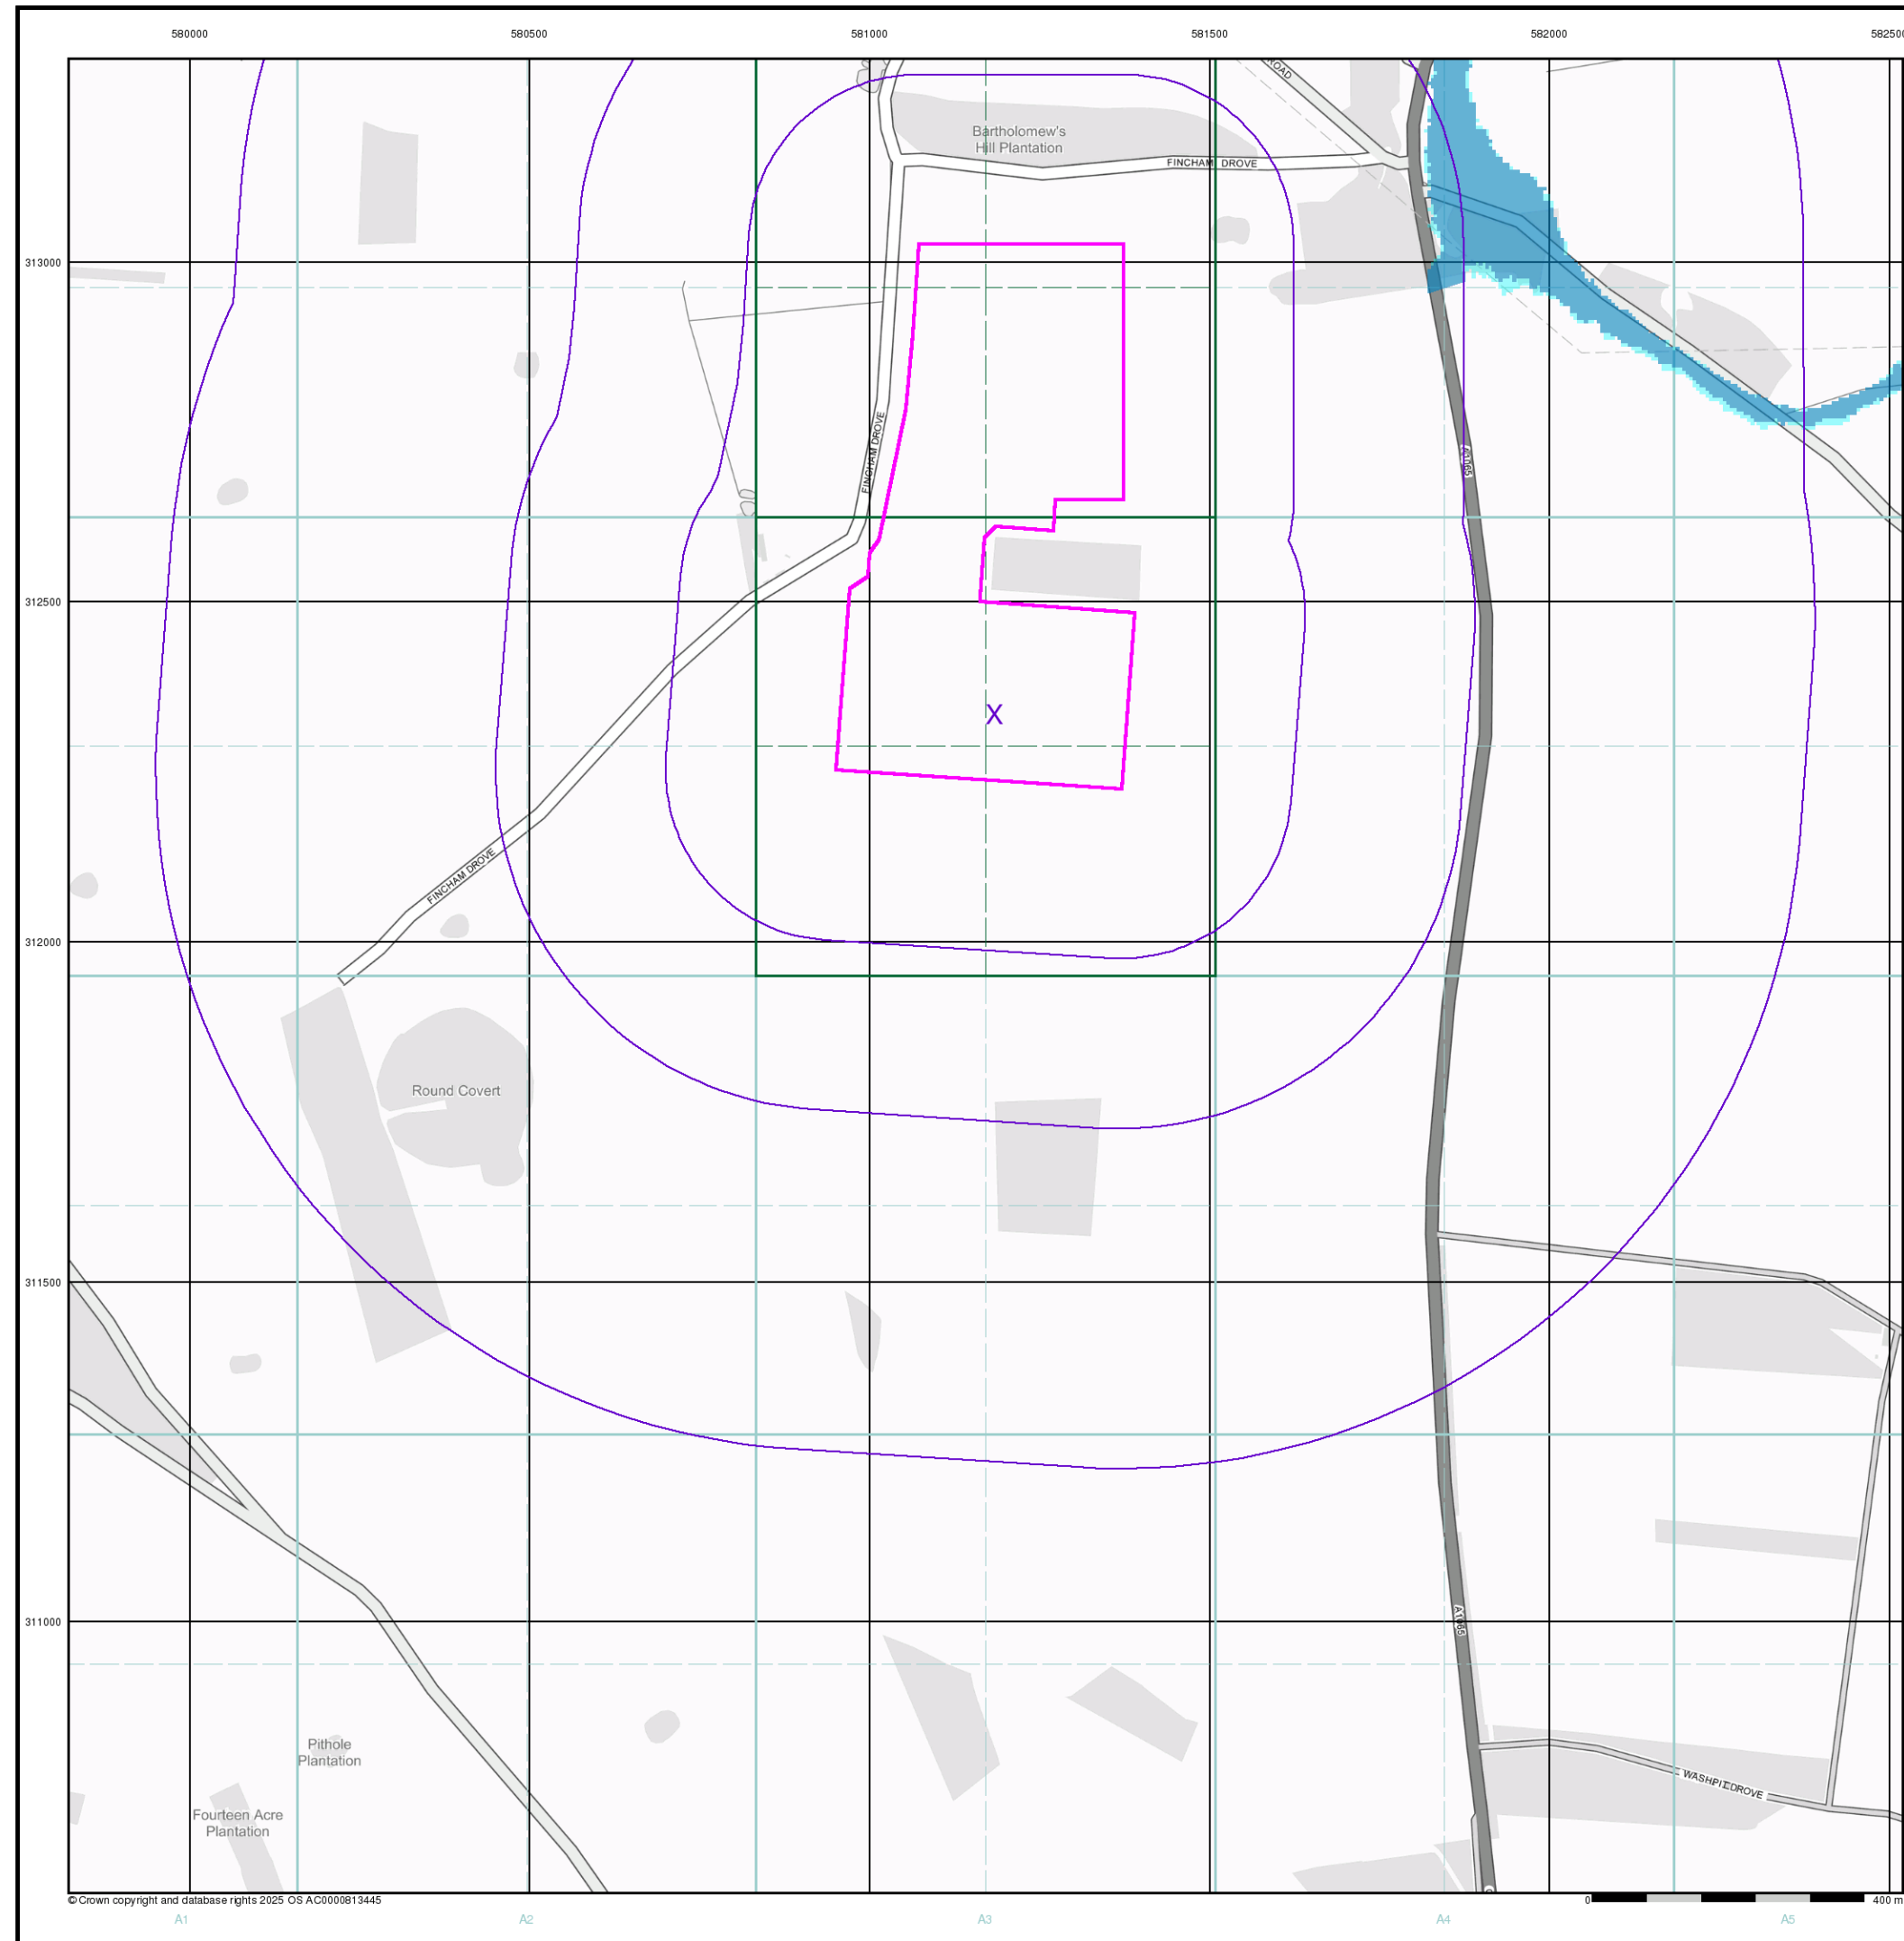 580000 580500 581000 581500 582000
ROAD
Bartholomew's
Hill Plantation
FINCHAM DROVE
313000
FINCHAM DROVE
A1065
312500
X
FINCHAM DROVE
312000
Round Covert
311500
311000
A1065
Pithole
Plantation
WASHPIT DROVE
Fourteen Acre
Plantation
© Crown copyright and database rights 2025 OS AC0000813445
0 400 m
A1 A2 A3 A4 A5